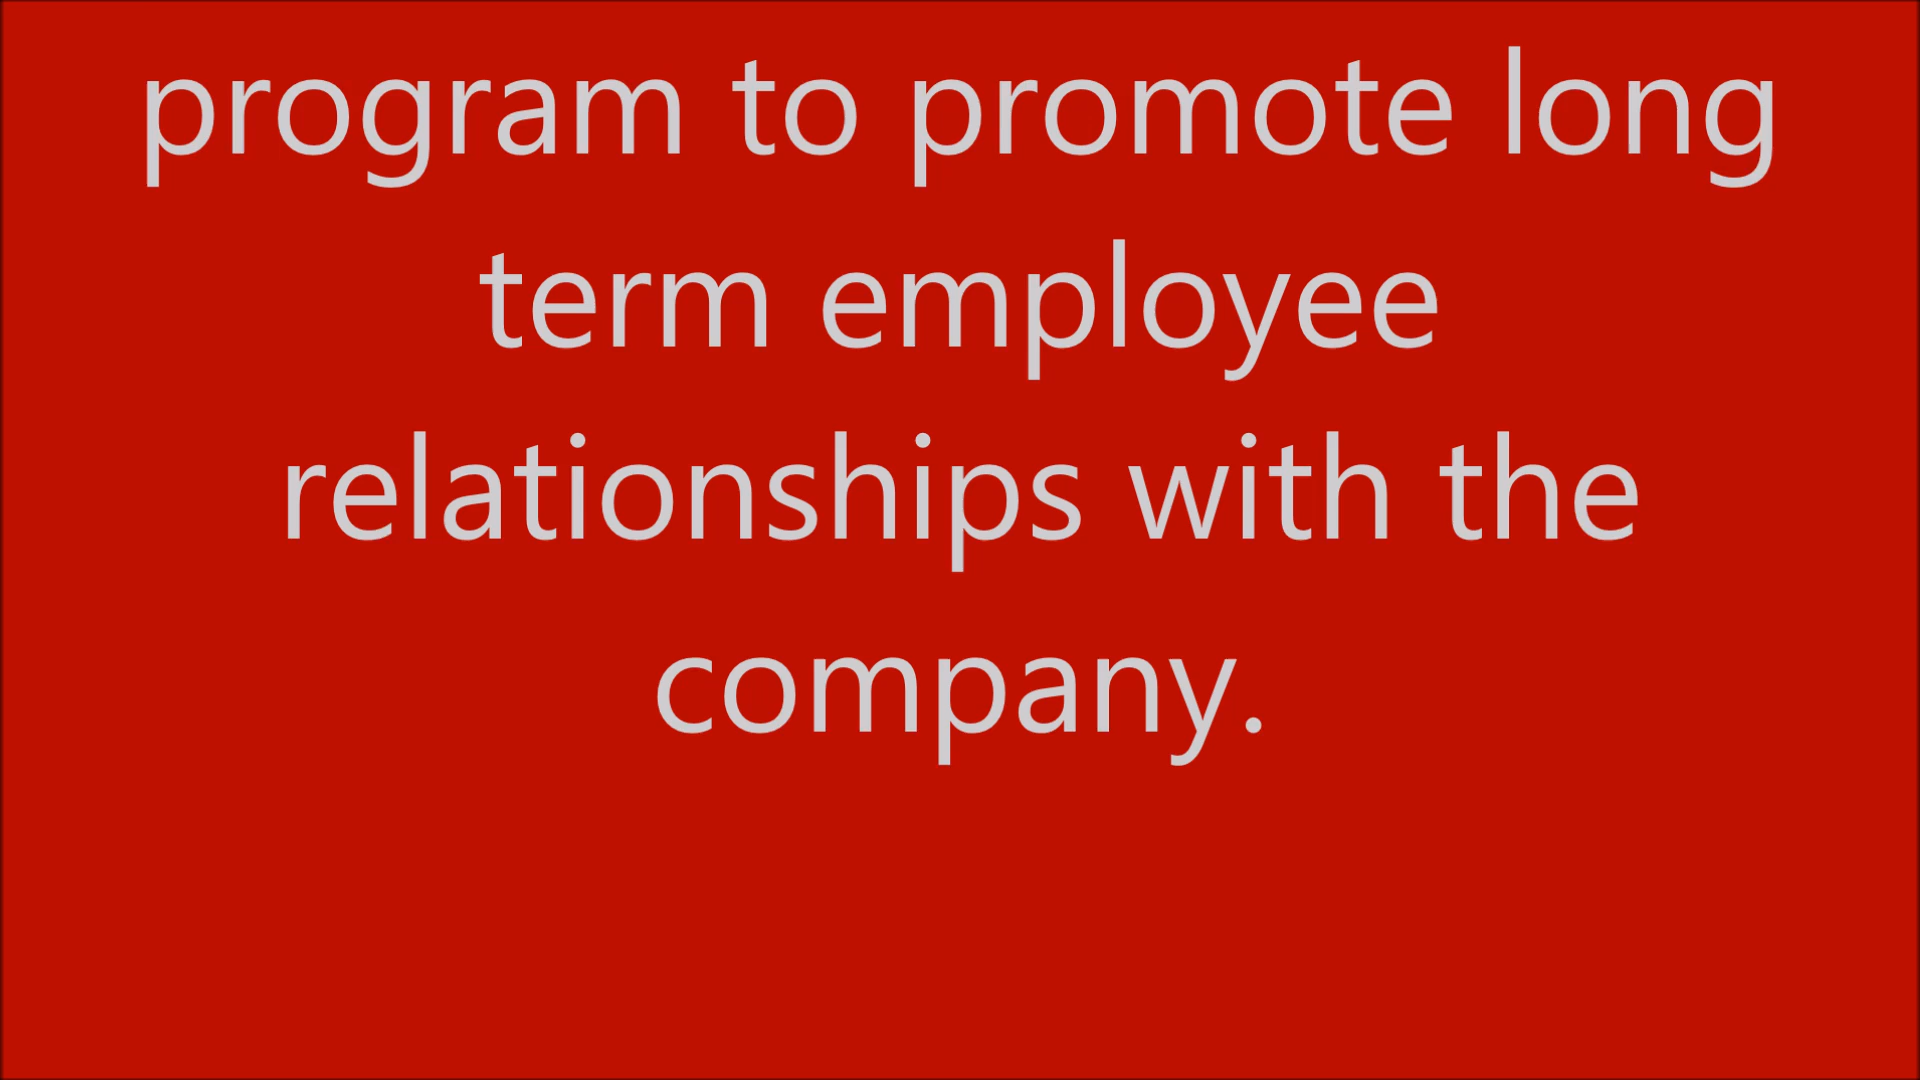 program to promote long
term employee
relationships with the
company.